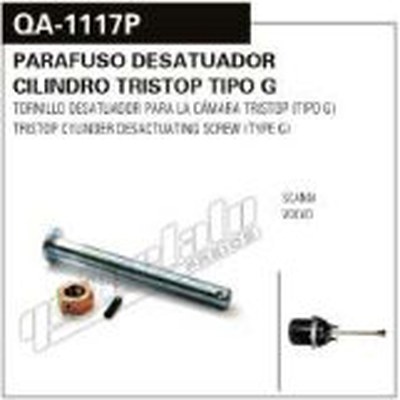 QA-1117P
PARAFUSO DESATUADOR
CILINDRO TRISTOP TIPO G
TORNILLO DESATUADOR PARA LA CÂMARA TRISTOP (TIPO G)
TRISTOP CYLINDER DESACTUATING SCREW (TYPE G)
SCANIA
VOLVO